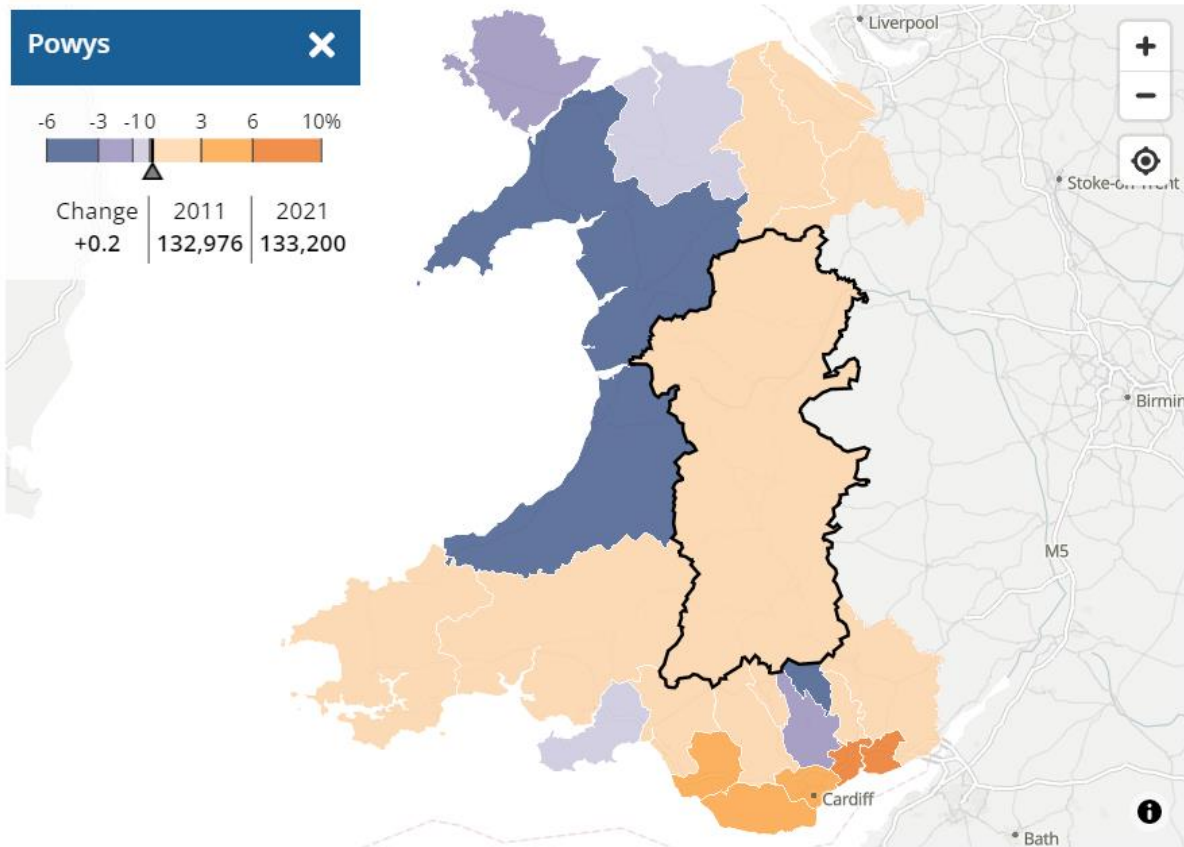 Powys
-6 -3 -1 0 3 6 10%
Change 2011 2021
+0.2 132,976 133,200
Liverpool
+
−
Stoke-on-Trent
Birmin
M5
Cardiff
Bath
i